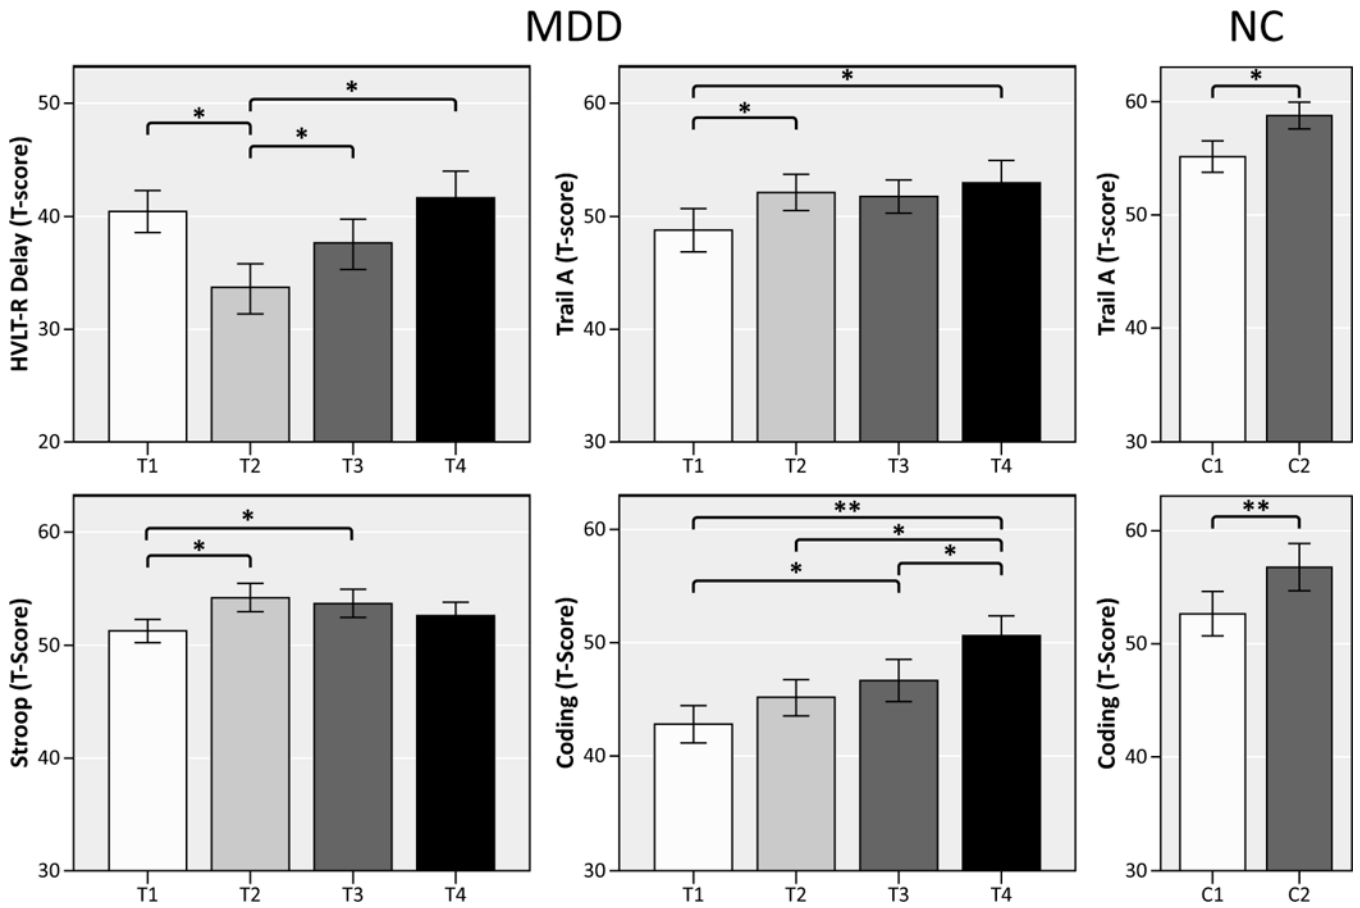 MDD
NC
HVLT-R Delay (T-score)
50
40
30
20
*
*
*
T1
T2
T3
T4
Trail A (T-score)
60
50
40
30
*
*
T1
T2
T3
T4
Trail A (T-score)
60
50
40
30
*
C1
C2
Stroop (T-Score)
60
50
40
30
*
*
T1
T2
T3
T4
Coding (T-Score)
60
50
40
30
**
*
*
*
T1
T2
T3
T4
Coding (T-Score)
60
50
40
30
**
C1
C2